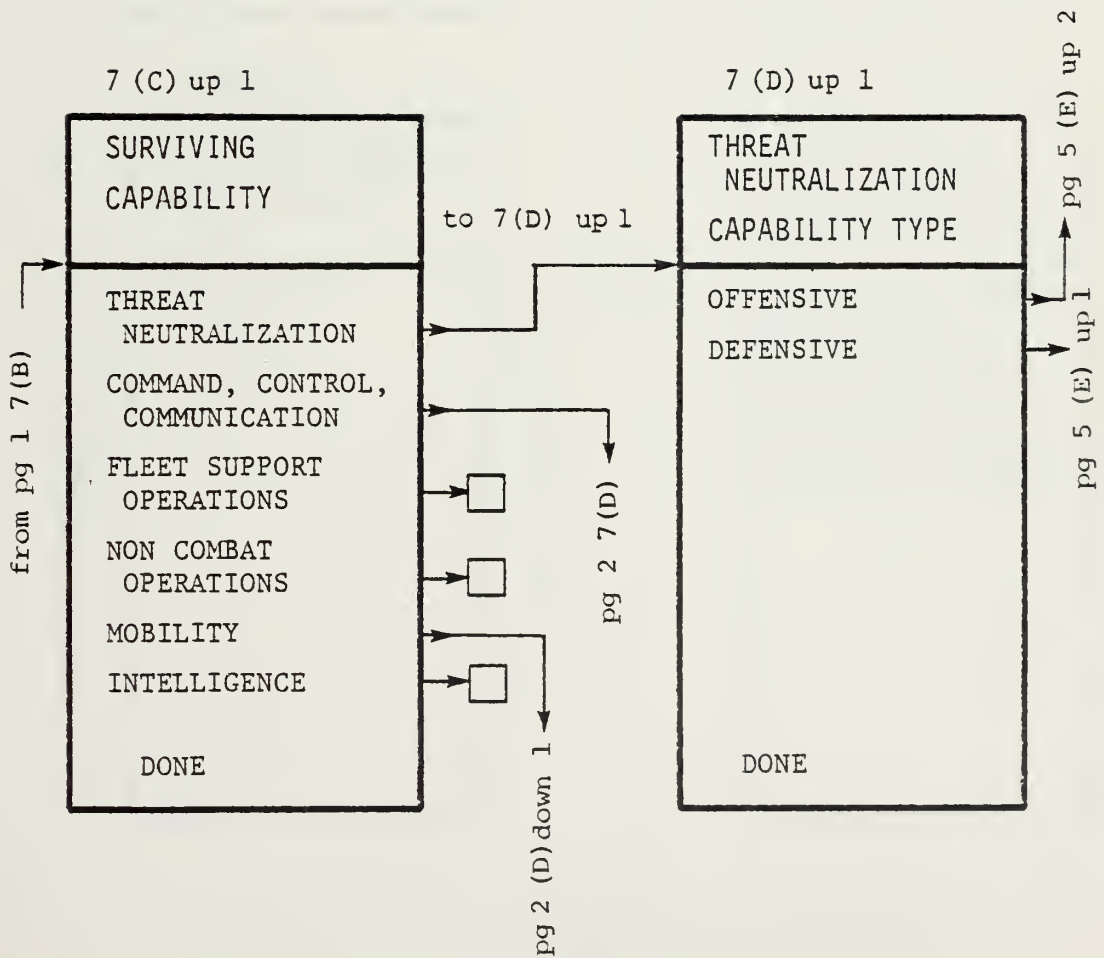 7 (C) up 1
SURVIVING
CAPABILITY
from pg 1 7(B)
THREAT
NEUTRALIZATION
COMMAND, CONTROL,
COMMUNICATION
FLEET SUPPORT
OPERATIONS
NON COMBAT
OPERATIONS
MOBILITY
INTELLIGENCE
DONE
to 7(D) up 1
pg 2 7(D)
pg 2 (D)down 1
7 (D) up 1
THREAT
NEUTRALIZATION
CAPABILITY TYPE
OFFENSIVE
DEFENSIVE
DONE
pg 5 (E) up 2
pg 5 (E) up 1